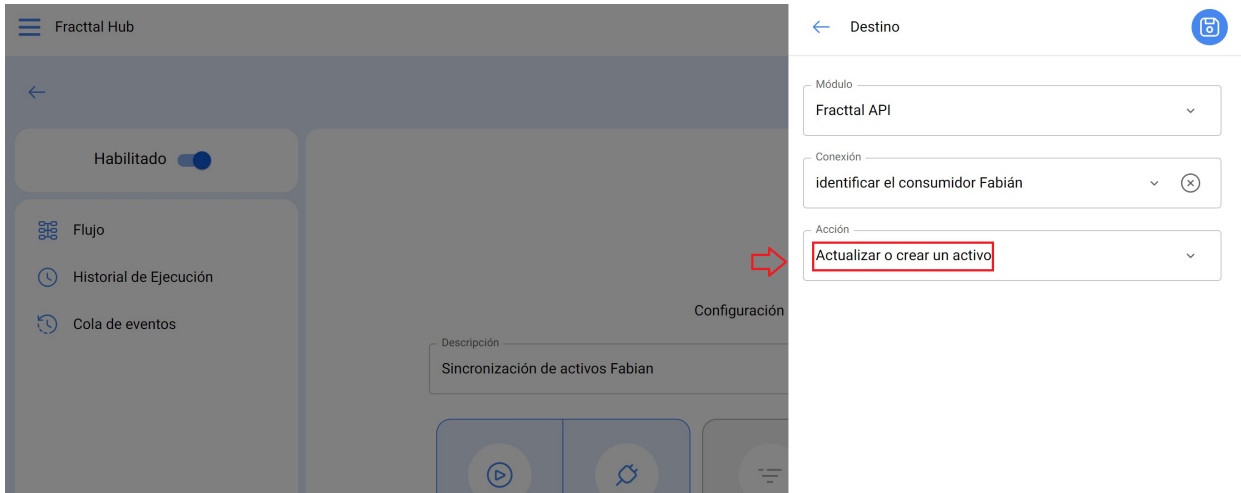 Fracttal Hub
Habilitado
Flujo
Historial de Ejecución
Cola de eventos
Configuración
Descripción
Sincronización de activos Fabian
Destino
Módulo
Fracttal API
Conexión
identificar el consumidor Fabián
Acción
Actualizar o crear un activo